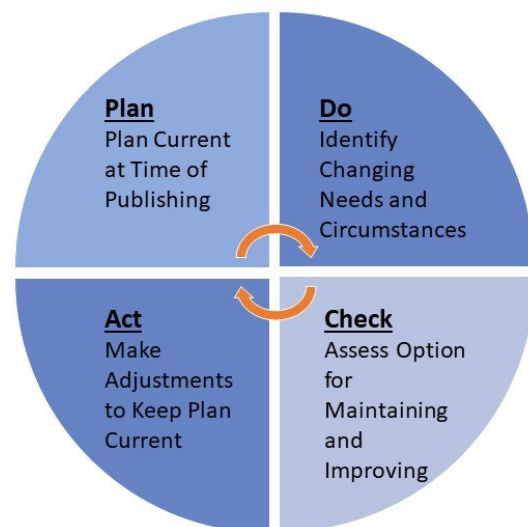 Plan
Plan Current
at Time of
Publishing
Do
Identify
Changing
Needs and
Circumstances
Act
Make
Adjustments
to Keep Plan
Current
Check
Assess Option
for
Maintaining
and
Improving